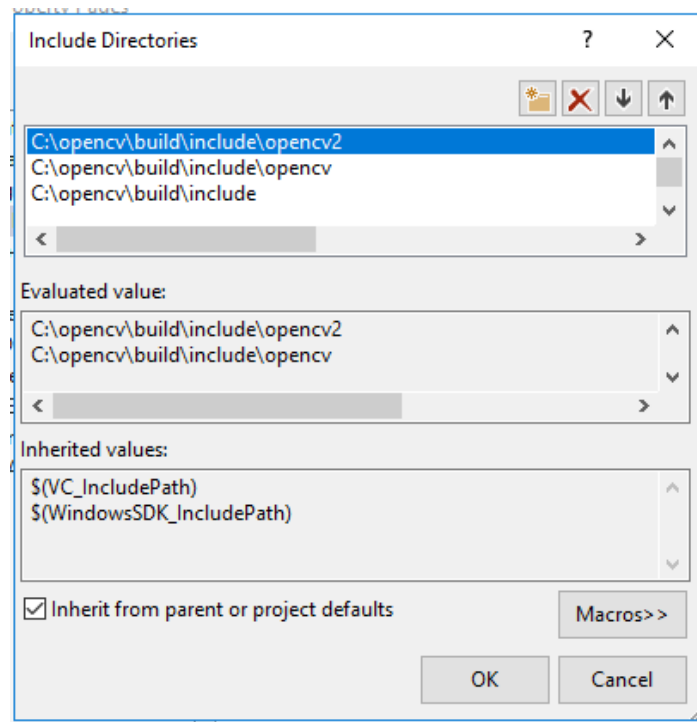 Include Directories
?
C:\opencv\build\include\opencv2
C:\opencv\build\include\opencv
C:\opencv\build\include
Evaluated value:
C:\opencv\build\include\opencv2
C:\opencv\build\include\opencv
Inherited values:
$(VC_IncludePath)
$(WindowsSDK_IncludePath)
Inherit from parent or project defaults
Macros>>
OK
Cancel